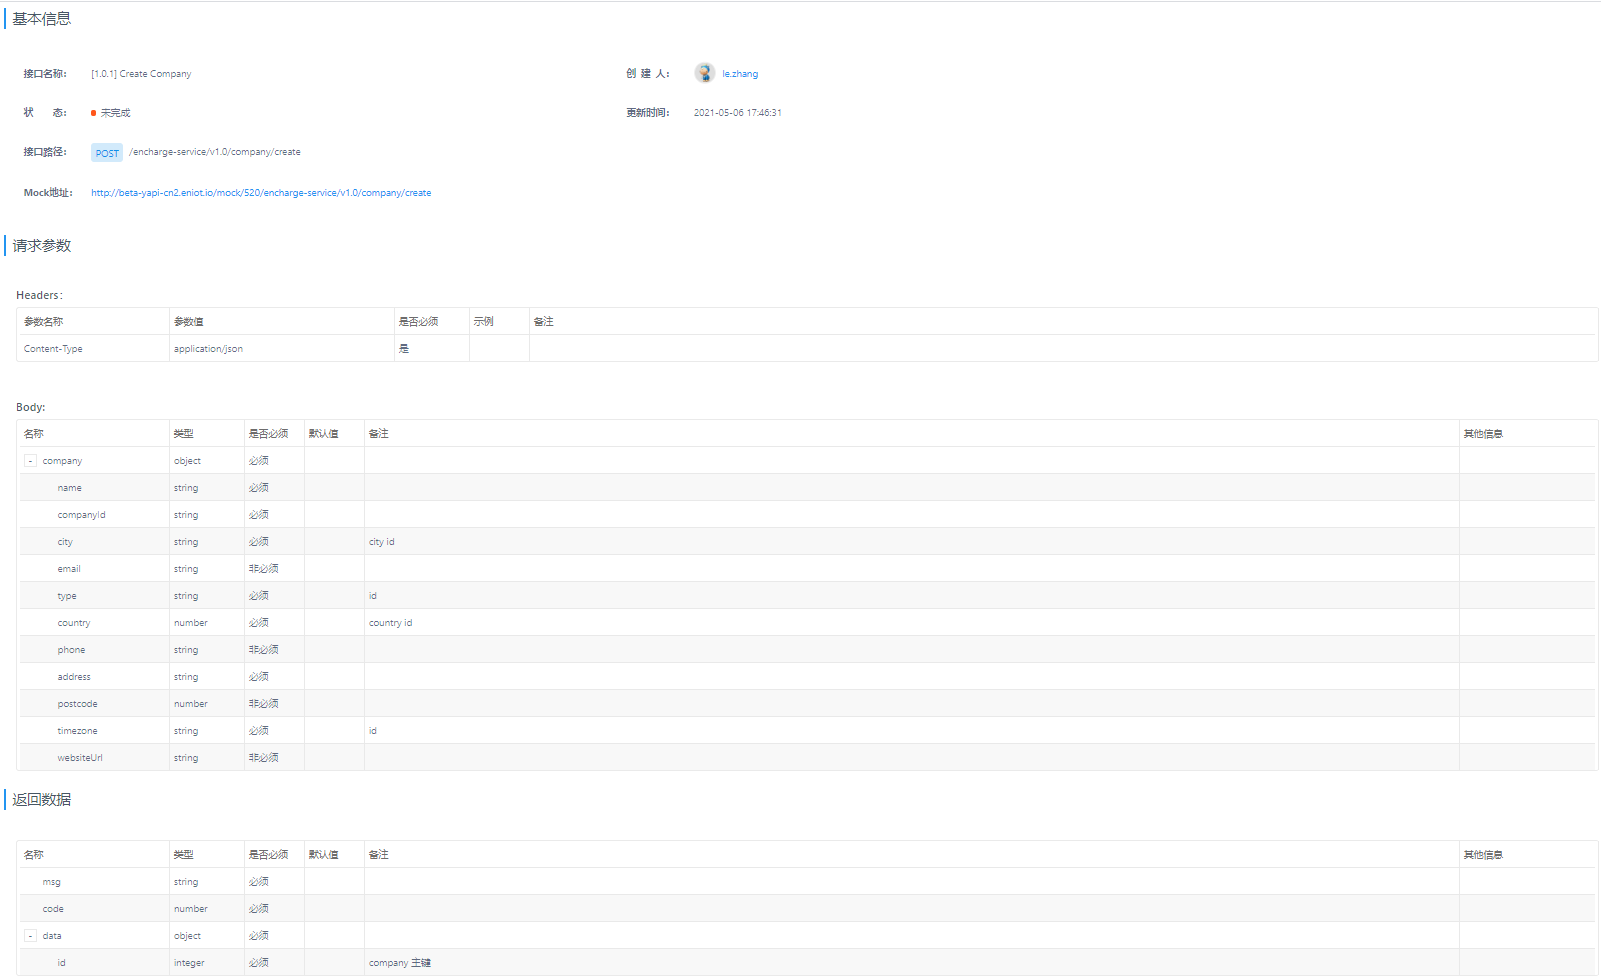 基本信息
接口名称： [1.0.1] Create Company 创 建 人： le.zhang
状 态： 未完成 更新时间： 2021-05-06 17:46:31
接口路径： POST /encharge-service/v1.0/company/create
Mock地址： http://beta-yapi-cn2.eniot.io/mock/520/encharge-service/v1.0/company/create
请求参数
Headers：
参数名称 参数值 是否必须 示例 备注
Content-Type application/json 是
Body:
名称 类型 是否必须 默认值 备注 其他信息
- company object 必须
name string 必须
companyId string 必须
city string 必须 city id
email string 非必须
type string 必须 id
country number 必须 country id
phone string 非必须
address string 必须
postcode number 非必须
timezone string 必须 id
websiteUrl string 非必须
返回数据
名称 类型 是否必须 默认值 备注 其他信息
msg string 必须
code number 必须
- data object 必须
id integer 必须 company 主键